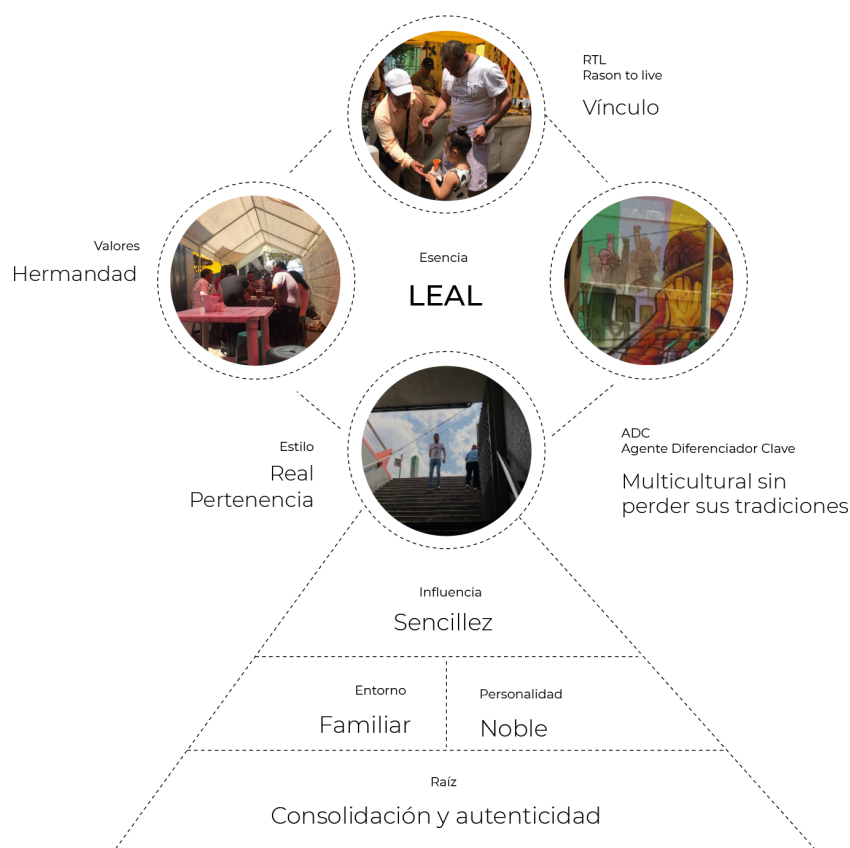 RTL
Rason to live
Vínculo
Valores
Hermandad
Esencia
LEAL
Estilo
Real
Pertenencia
ADC
Agente Diferenciador Clave
Multicultural sin
perder sus tradiciones
Influencia
Sencillez
Entorno
Familiar
Personalidad
Noble
Raíz
Consolidación y autenticidad